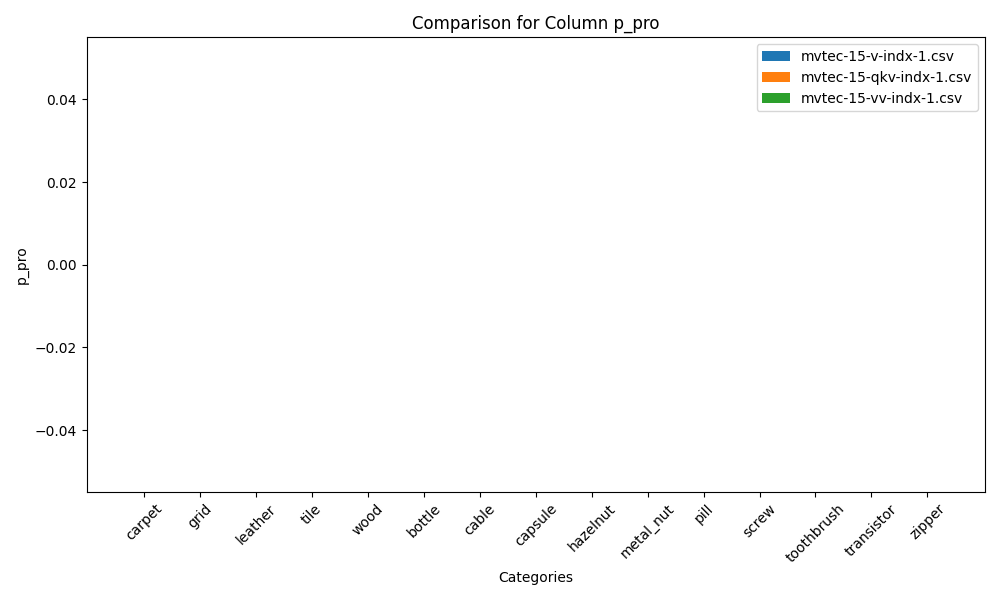 Comparison for Column p_pro
mvtec-15-v-indx-1.csv
mvtec-15-qkv-indx-1.csv
mvtec-15-vv-indx-1.csv
p_pro
0.04
0.02
0.00
−0.02
−0.04
carpet
grid
leather
tile
wood
bottle
cable
capsule
hazelnut
metal_nut
pill
screw
toothbrush
transistor
zipper
Categories